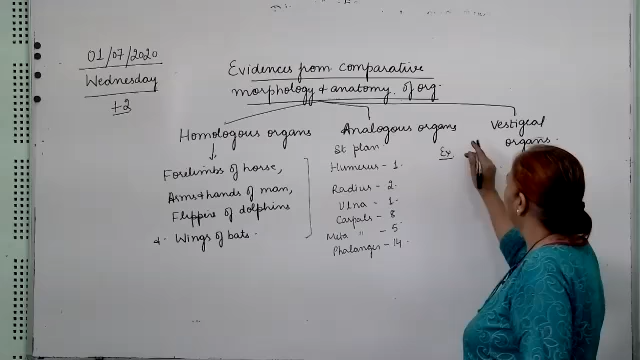 01/07/2020
Wednesday
+2
Evidences from comparative
morphology & anatomy of org.
Homologous organs
Analogous organs
Vestigeal
organs.
Forelimbs of horse,
Arms & hands of man,
Flippers of dolphins
&. Wings of bats.
St plan
Humerus - 1.
Radius - 2.
Ulna - 1.
Carpals - 8
Meta " - 5.
Phalanges - 14.
Ex.